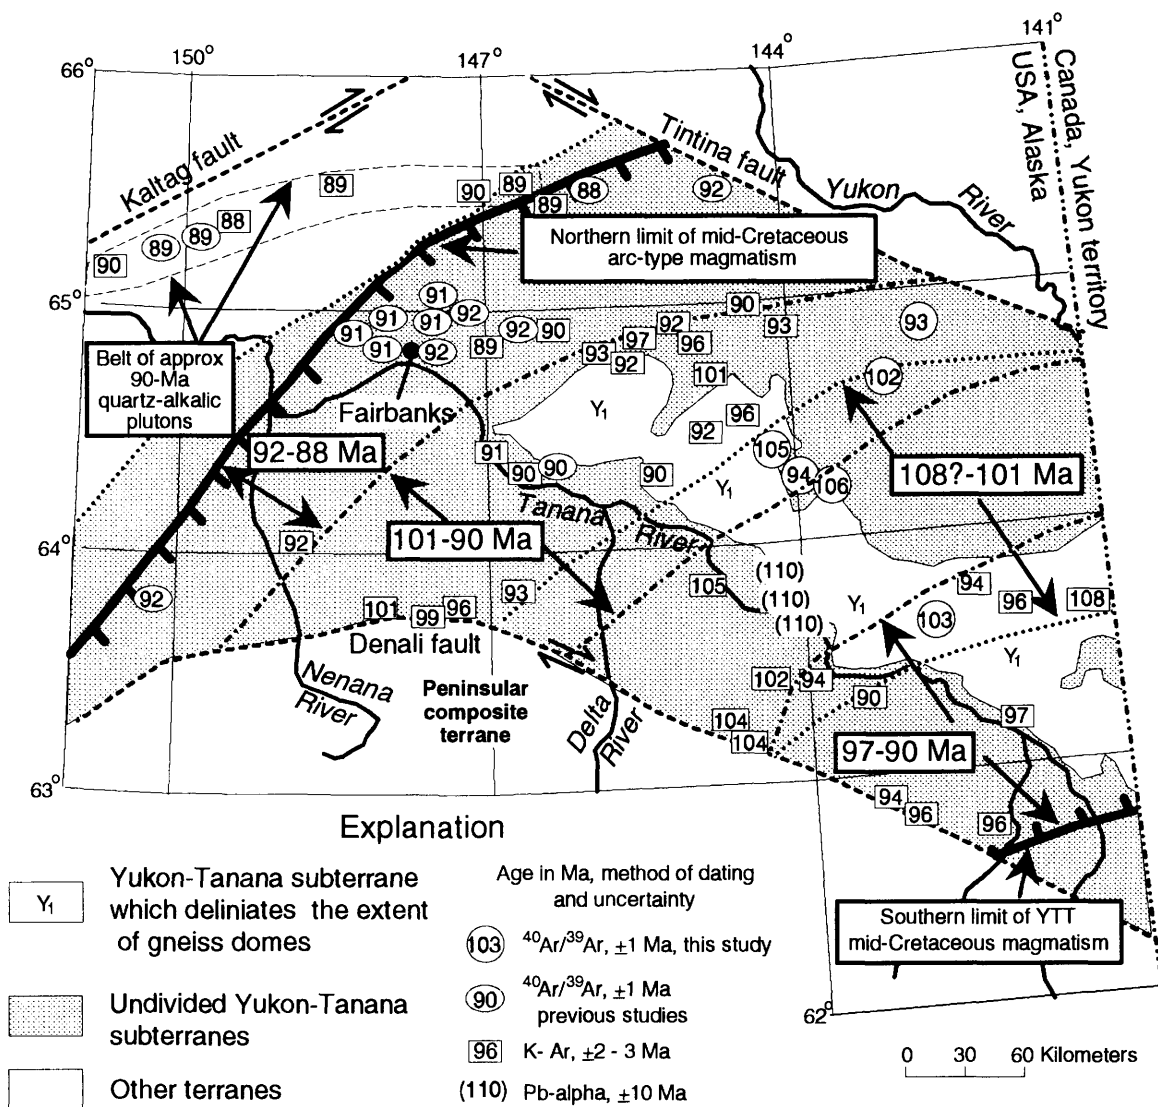 150°
147°
144°
141°
66°
Canada, Yukon territory
USA, Alaska
Kaltag fault
Tintina fault
Yukon
River
89
90
89
88
92
89
88
89
89
90
Northern limit of mid-Cretaceous
arc-type magmatism
65°
91
91
91
92
91
91
92
92
90
89
90
92
93
93
97
96
93
92
101
102
Belt of approx
90-Ma
quartz-alkalic
plutons
Fairbanks
Y1
96
92
105
92-88 Ma
91
90
90
90
94
106
Y1
108?-101 Ma
Tanana
River
101-90 Ma
64°
92
(110)
105
93
(110)
(110)
Y1
94
96
108
103
92
101
99
96
Y1
Denali fault
Nenana
River
Peninsular
composite
terrane
Delta
River
102
94
90
97
104
104
97-90 Ma
63°
94
96
96
Southern limit of YTT
mid-Cretaceous magmatism
62°
Explanation
Y1
Yukon-Tanana subterrane
which deliniates the extent
of gneiss domes
Undivided Yukon-Tanana
subterranes
Other terranes
Age in Ma, method of dating
and uncertainty
103
40Ar/39Ar, ±1 Ma, this study
90
40Ar/39Ar, ±1 Ma
previous studies
96
K- Ar, ±2 - 3 Ma
(110)
Pb-alpha, ±10 Ma
0 30 60 Kilometers